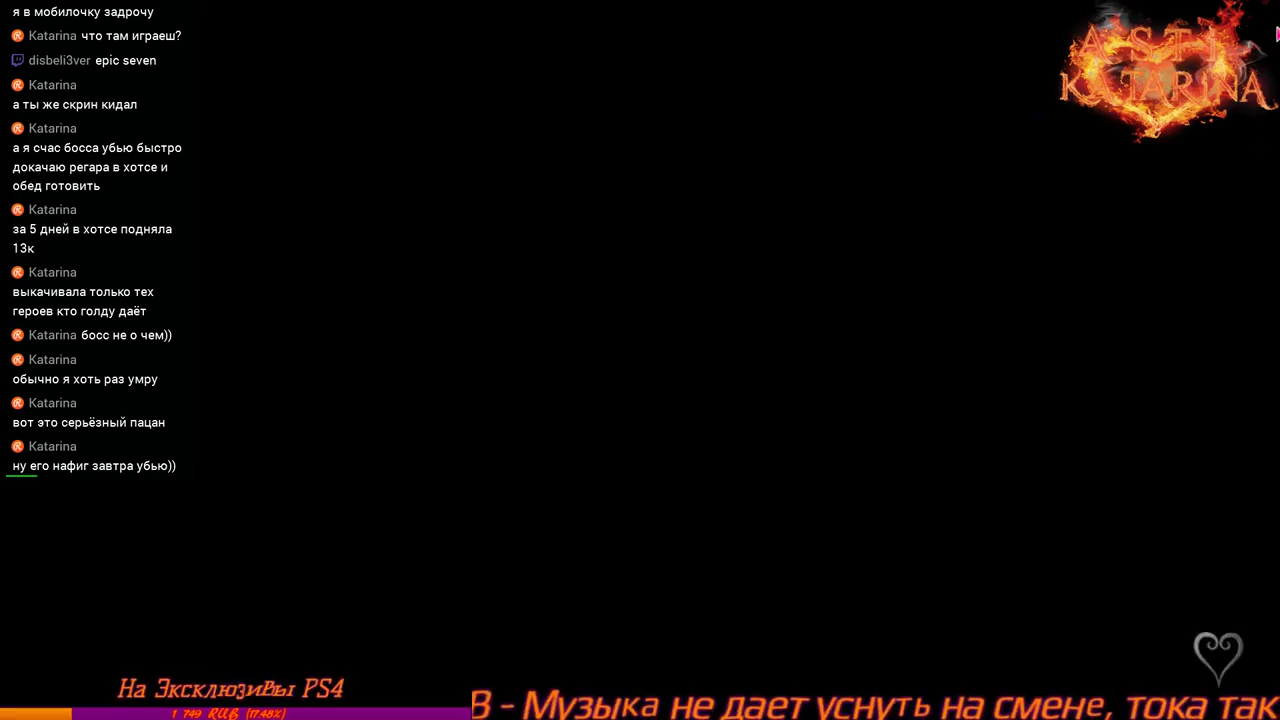 я в мобилочку задрочу
Katarina что там играеш?
disbeli3ver epic seven
Katarina
а ты же скрин кидал
Katarina
а я счас босса убью быстро
докачаю регара в хотсе и
обед готовить
Katarina
за 5 дней в хотсе подняла
13к
Katarina
выкачивала только тех
героев кто голду даёт
Katarina босс не о чем))
Katarina
обычно я хоть раз умру
Katarina
вот это серьёзный пацан
Katarina
ну его нафиг завтра убью))
ASTI
KATARINA
На Эксклюзивы PS4
1 749 RUB (17.48%)
В - Музыка не дает уснуть на смене, тока так